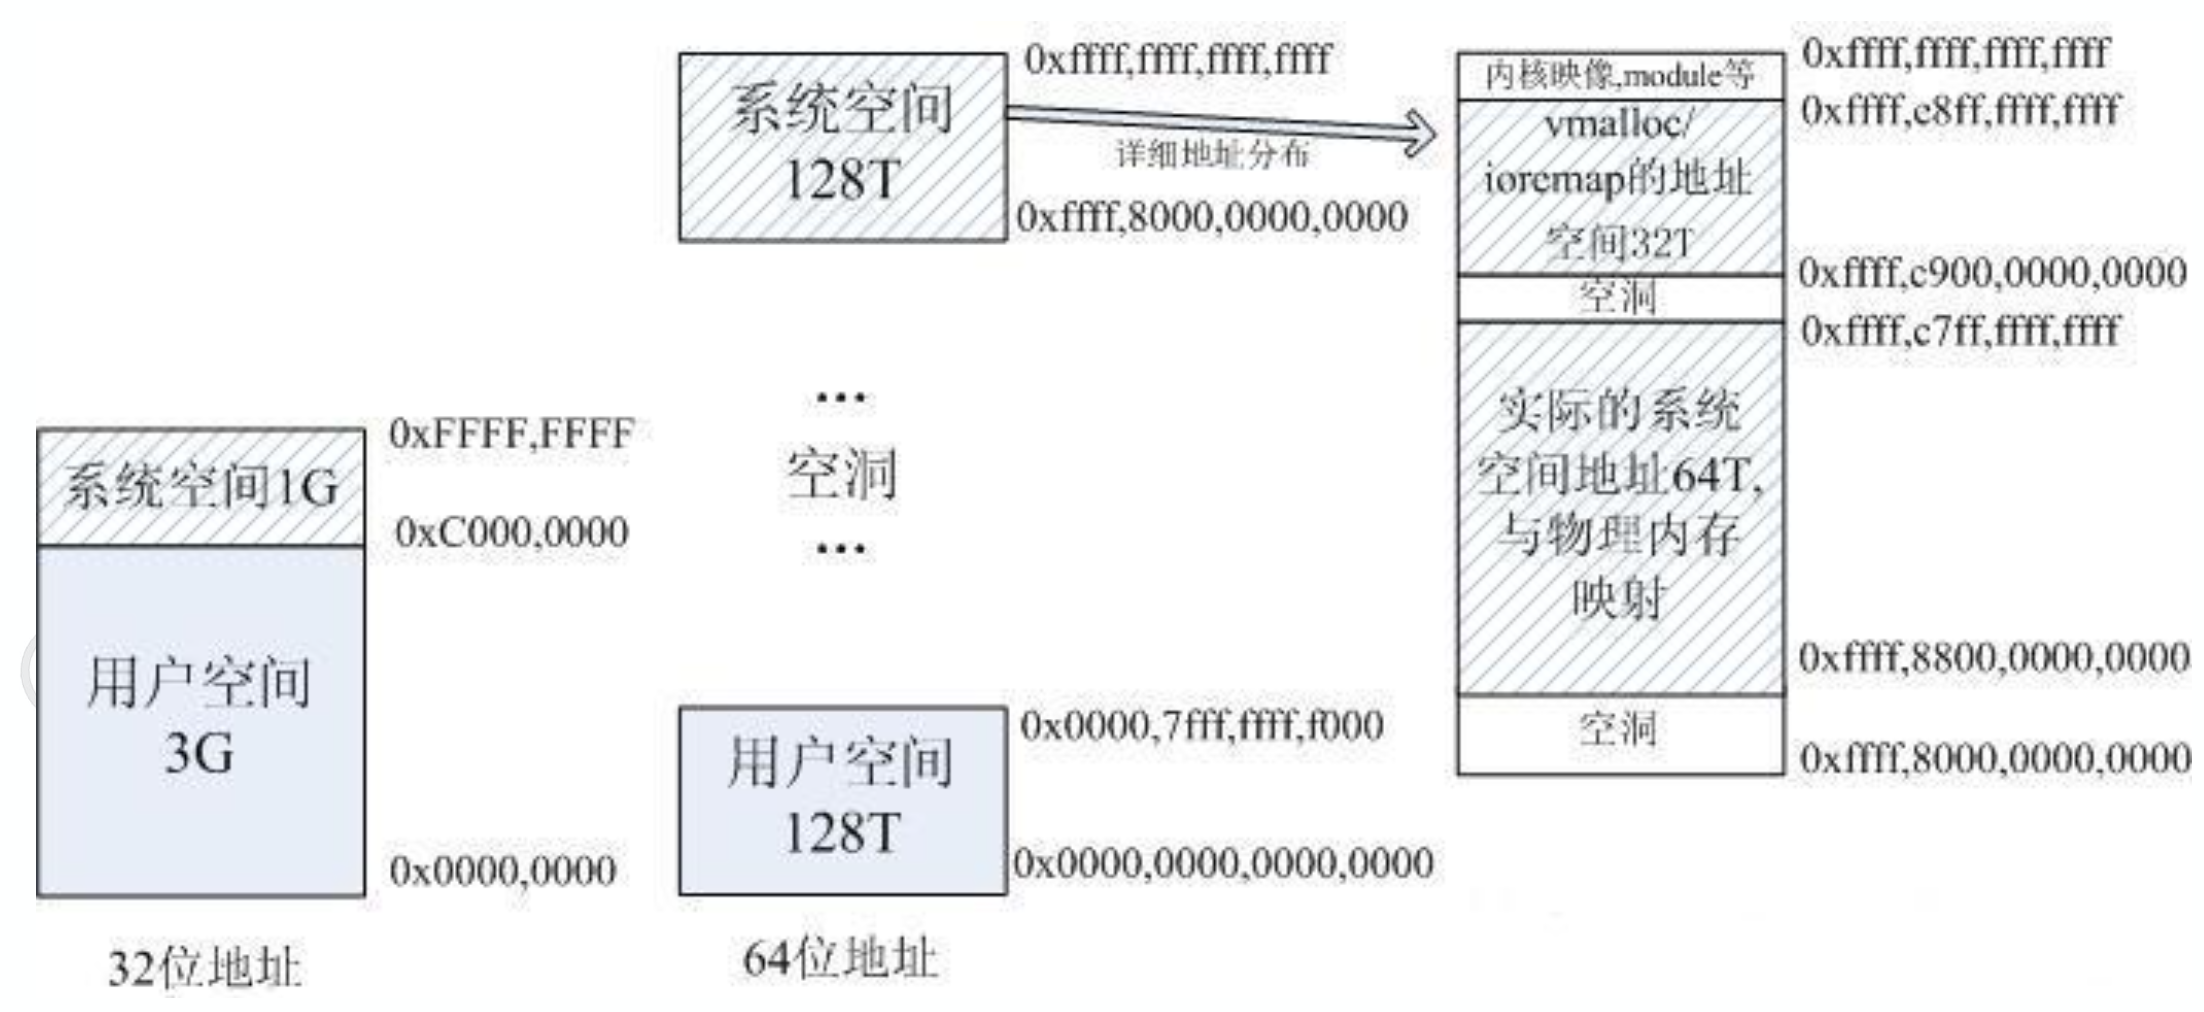 0xFFFF,FFFF
系统空间1G
0xC000,0000
用户空间
3G
0x0000,0000
32位地址
系统空间
128T
0xffff,ffff,ffff,ffff
详细地址分布
0xffff,8000,0000,0000
...
空洞
...
用户空间
128T
0x0000,7fff,ffff,f000
0x0000,0000,0000,0000
64位地址
内核映像,module等
0xffff,ffff,ffff,ffff
0xffff,e8ff,ffff,ffff
vmalloc/
ioremap的地址
空间32T
0xffff,c900,0000,0000
空洞
0xffff,c7ff,ffff,ffff
实际的系统
空间地址64T,
与物理内存
映射
0xffff,8800,0000,0000
空洞
0xffff,8000,0000,0000